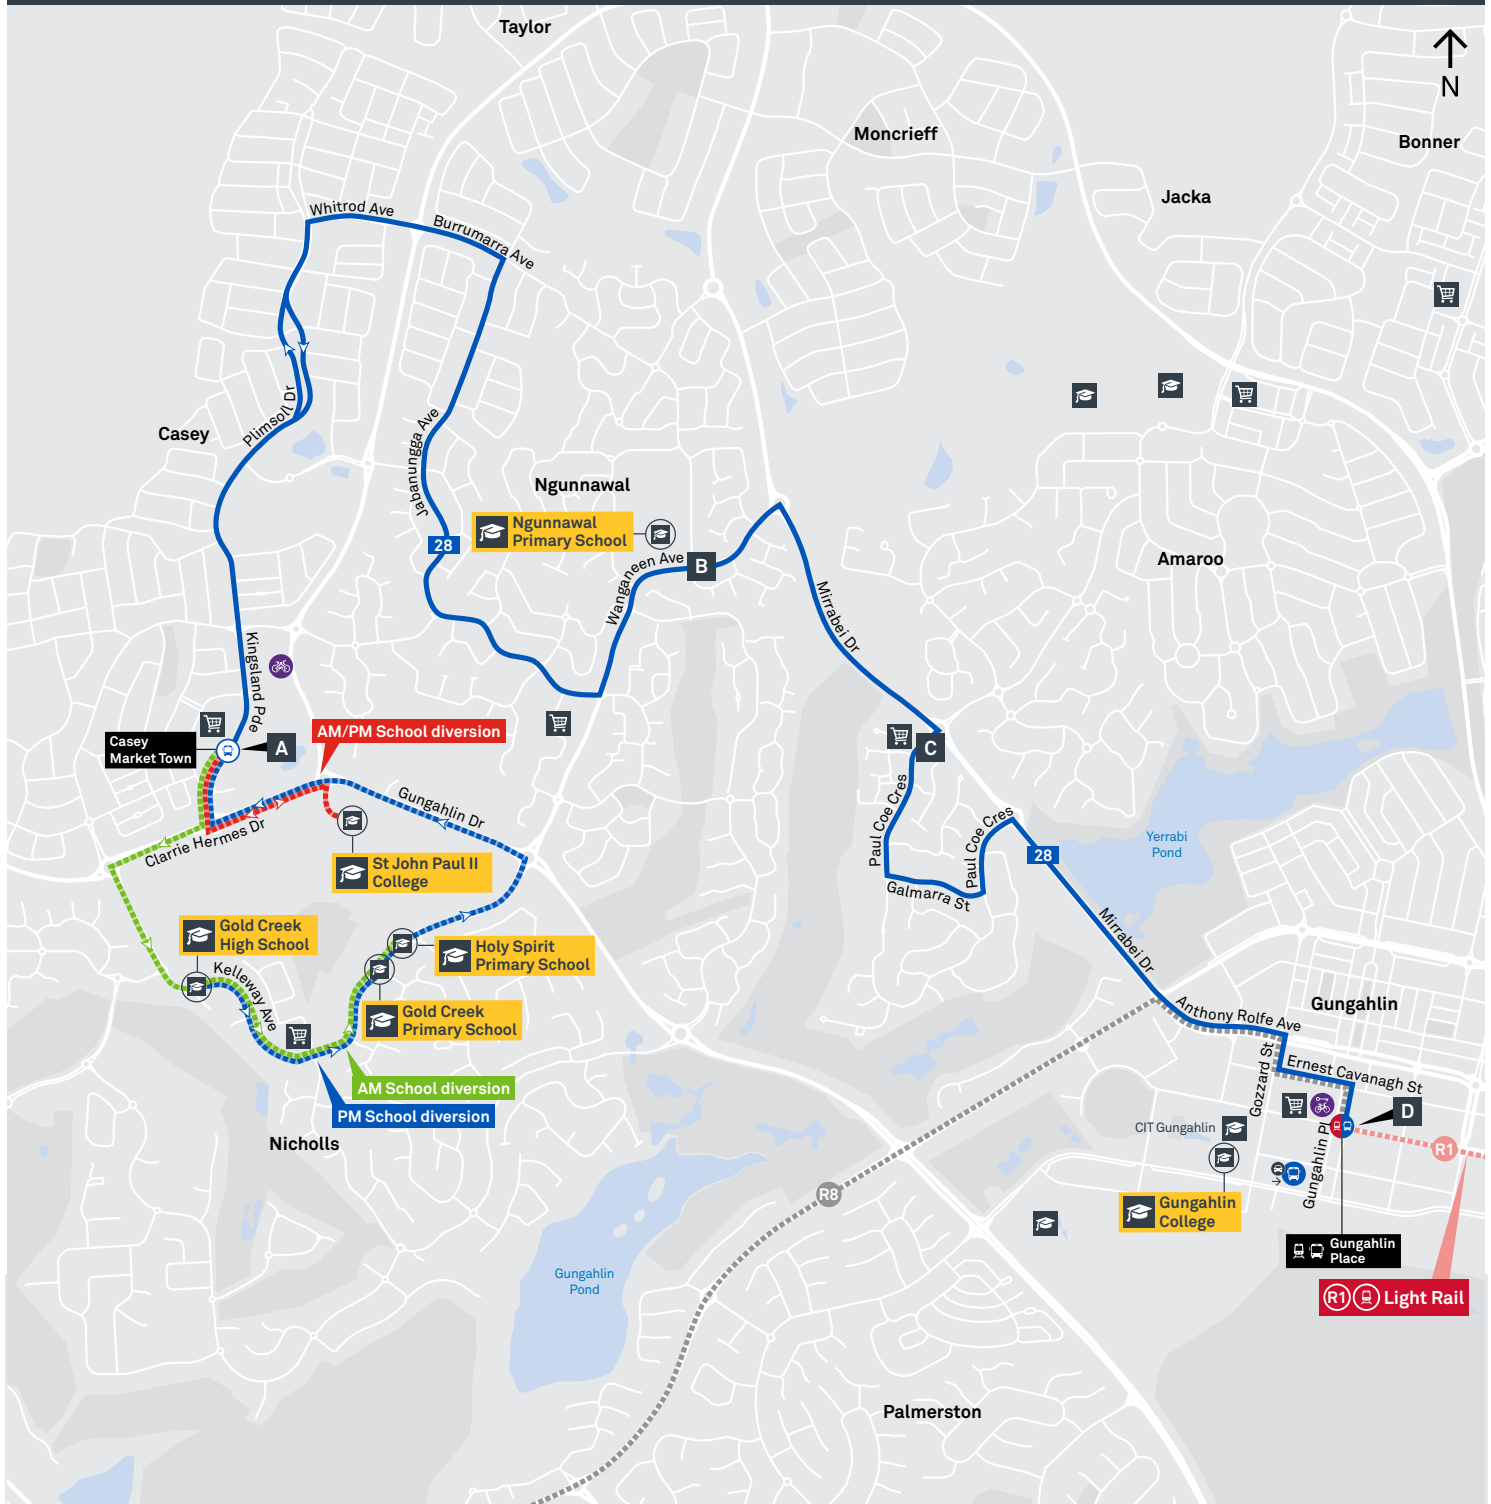 Taylor
N
Moncrieff
Bonner
Jacka
Whitrod Ave
Burrumarra Ave
Plimsoll Dr
Casey
Jabanungga Ave
Ngunnawal
Ngunnawal
Primary School
28
Wanganeen Ave
B
Amaroo
Mirrabei Dr
Kingsland Pde
Casey
Market Town
A
AM/PM School diversion
C
Gungahlin Dr
Clarrie Hermes Dr
Paul Coe Cres
Paul Coe Cres
Yerrabi
Pond
28
Galmarra St
St John Paul II
College
Gold Creek
High School
Holy Spirit
Primary School
Mirrabei Dr
Kelleway Ave
Gold Creek
Primary School
Gungahlin
Anthony Rolfe Ave
Gozzard St
Ernest Cavanagh St
AM School diversion
PM School diversion
D
Nicholls
CIT Gungahlin
Gungahlin Pl
R1
R8
Gungahlin
College
Gungahlin
Place
Gungahlin
Pond
R1 Light Rail
Palmerston